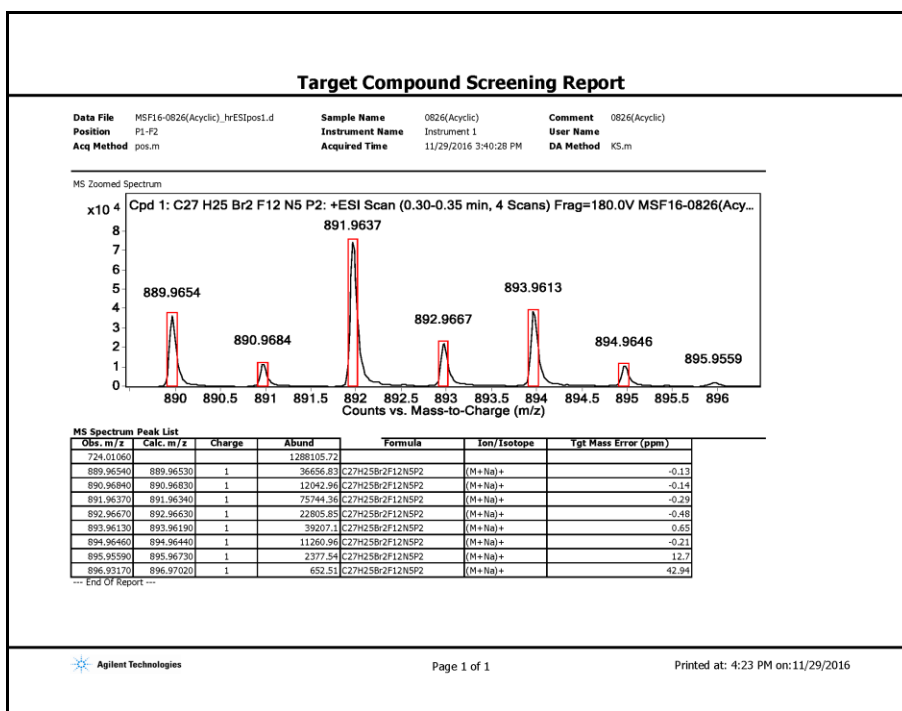 Target Compound Screening Report
Data File MSF16-0826(Acyclic)_hrESIpos1.d Sample Name 0826(Acyclic) Comment 0826(Acyclic)
Position P1-F2 Instrument Name Instrument 1 User Name
Acq Method pos.m Acquired Time 11/29/2016 3:40:28 PM DA Method KS.m
MS Zoomed Spectrum
x10 4 Cpd 1: C27 H25 Br2 F12 N5 P2: +ESI Scan (0.30-0.35 min, 4 Scans) Frag=180.0V MSF16-0826(Acy...
891.9637
8
7
6
893.9613
5
889.9654
4
892.9667
3
890.9684
894.9646
2
895.9559
1
0
890 890.5 891 891.5 892 892.5 893 893.5 894 894.5 895 895.5 896
Counts vs. Mass-to-Charge (m/z)
MS Spectrum Peak List
Obs. m/z Calc. m/z Charge Abund Formula Ion/Isotope Tgt Mass Error (ppm)
724.01060 1288105.72
889.96540 889.96530 1 36656.83 C27H25Br2F12N5P2 (M+Na)+ -0.13
890.96840 890.96830 1 12042.96 C27H25Br2F12N5P2 (M+Na)+ -0.14
891.96370 891.96340 1 75744.36 C27H25Br2F12N5P2 (M+Na)+ -0.29
892.96670 892.96630 1 22805.85 C27H25Br2F12N5P2 (M+Na)+ -0.48
893.96130 893.96190 1 39207.1 C27H25Br2F12N5P2 (M+Na)+ 0.65
894.96460 894.96440 1 11260.96 C27H25Br2F12N5P2 (M+Na)+ -0.21
895.95590 895.96730 1 2377.54 C27H25Br2F12N5P2 (M+Na)+ 12.7
896.93170 896.97020 1 652.51 C27H25Br2F12N5P2 (M+Na)+ 42.94
--- End Of Report ---
Agilent Technologies Page 1 of 1 Printed at: 4:23 PM on:11/29/2016